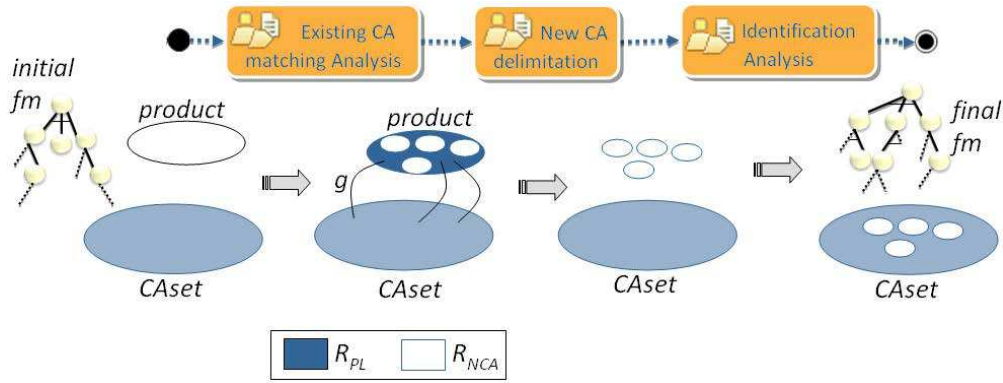 Existing CA
matching Analysis
New CA
delimitation
Identification
Analysis
initial
fm
product
CAset
product
g
CAset
CAset
final
fm
CAset
R_PL
R_NCA